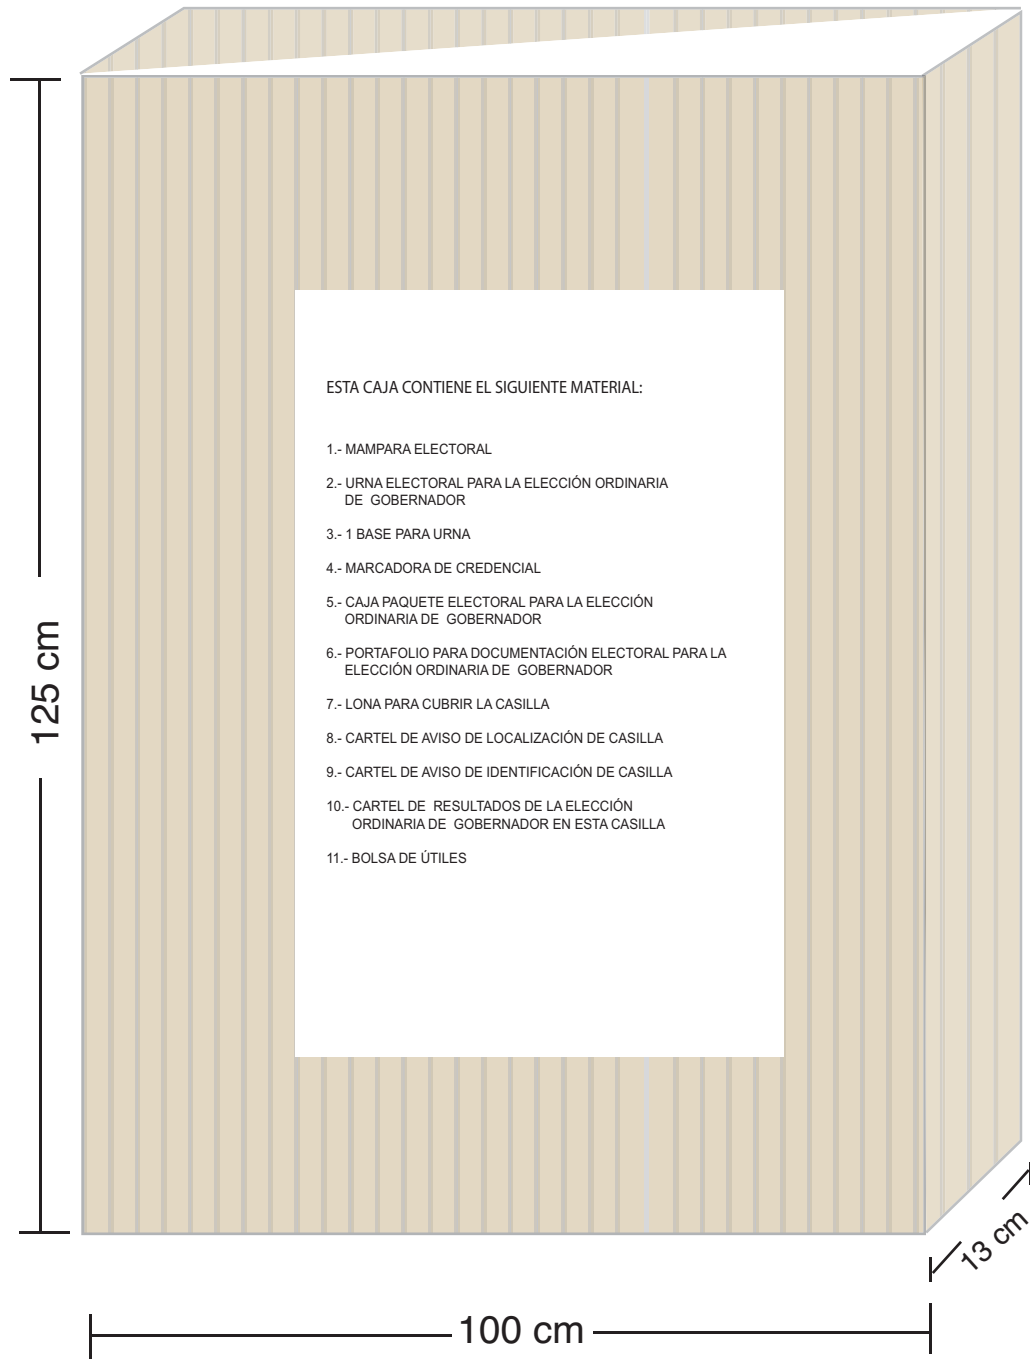 ESTA CAJA CONTIENE EL SIGUIENTE MATERIAL:
1.- MAMPARA ELECTORAL
2.- URNA ELECTORAL PARA LA ELECCIÓN ORDINARIA
DE GOBERNADOR
3.- 1 BASE PARA URNA
4.- MARCADORA DE CREDENCIAL
5.- CAJA PAQUETE ELECTORAL PARA LA ELECCIÓN
ORDINARIA DE GOBERNADOR
6.- PORTAFOLIO PARA DOCUMENTACIÓN ELECTORAL PARA LA
ELECCIÓN ORDINARIA DE GOBERNADOR
7.- LONA PARA CUBRIR LA CASILLA
8.- CARTEL DE AVISO DE LOCALIZACIÓN DE CASILLA
9.- CARTEL DE AVISO DE IDENTIFICACIÓN DE CASILLA
10.- CARTEL DE RESULTADOS DE LA ELECCIÓN
ORDINARIA DE GOBERNADOR EN ESTA CASILLA
11.- BOLSA DE ÚTILES
125 cm
13 cm
100 cm